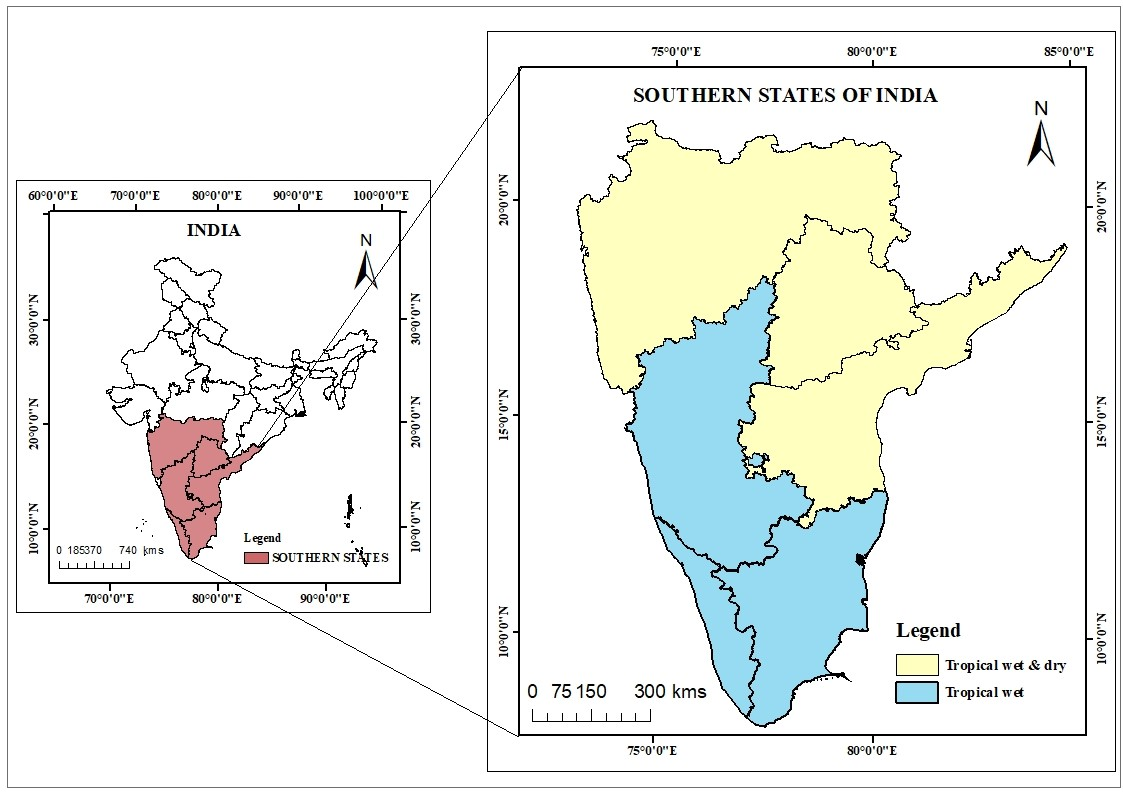 60°0'0"E 70°0'0"E 80°0'0"E 90°0'0"E 100°0'0"E
INDIA
N
30°0'0"N
20°0'0"N
10°0'0"N
30°0'0"N
20°0'0"N
10°0'0"N
Legend
SOUTHERN STATES
0 185370 740 kms
70°0'0"E 80°0'0"E 90°0'0"E
75°0'0"E 80°0'0"E 85°0'0"E
SOUTHERN STATES OF INDIA
N
20°0'0"N
15°0'0"N
10°0'0"N
20°0'0"N
15°0'0"N
10°0'0"N
Legend
Tropical wet & dry
Tropical wet
0 75 150 300 kms
75°0'0"E 80°0'0"E